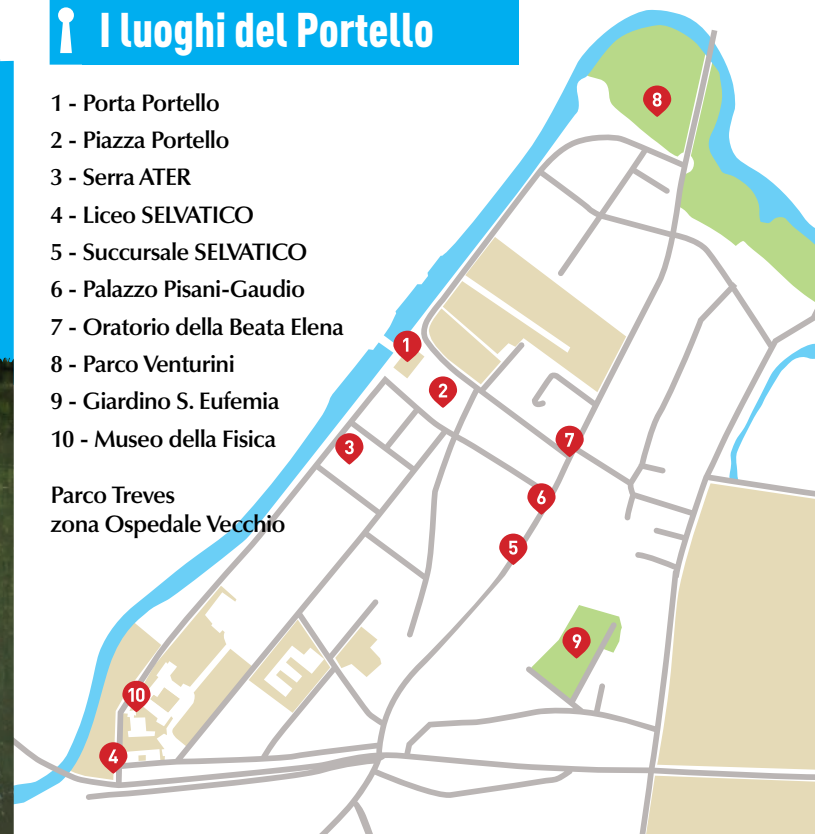 I luoghi del Portello
1 - Porta Portello
2 - Piazza Portello
3 - Serra ATER
4 - Liceo SELVATICO
5 - Succursale SELVATICO
6 - Palazzo Pisani-Gaudio
7 - Oratorio della Beata Elena
8 - Parco Venturini
9 - Giardino S. Eufemia
10 - Museo della Fisica
Parco Treves
zona Ospedale Vecchio
8
1
2
3
7
6
5
9
10
4